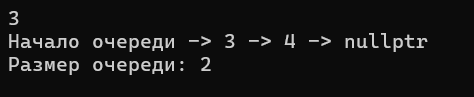 3
Начало очереди -> 3 -> 4 -> nullptr
Размер очереди: 2